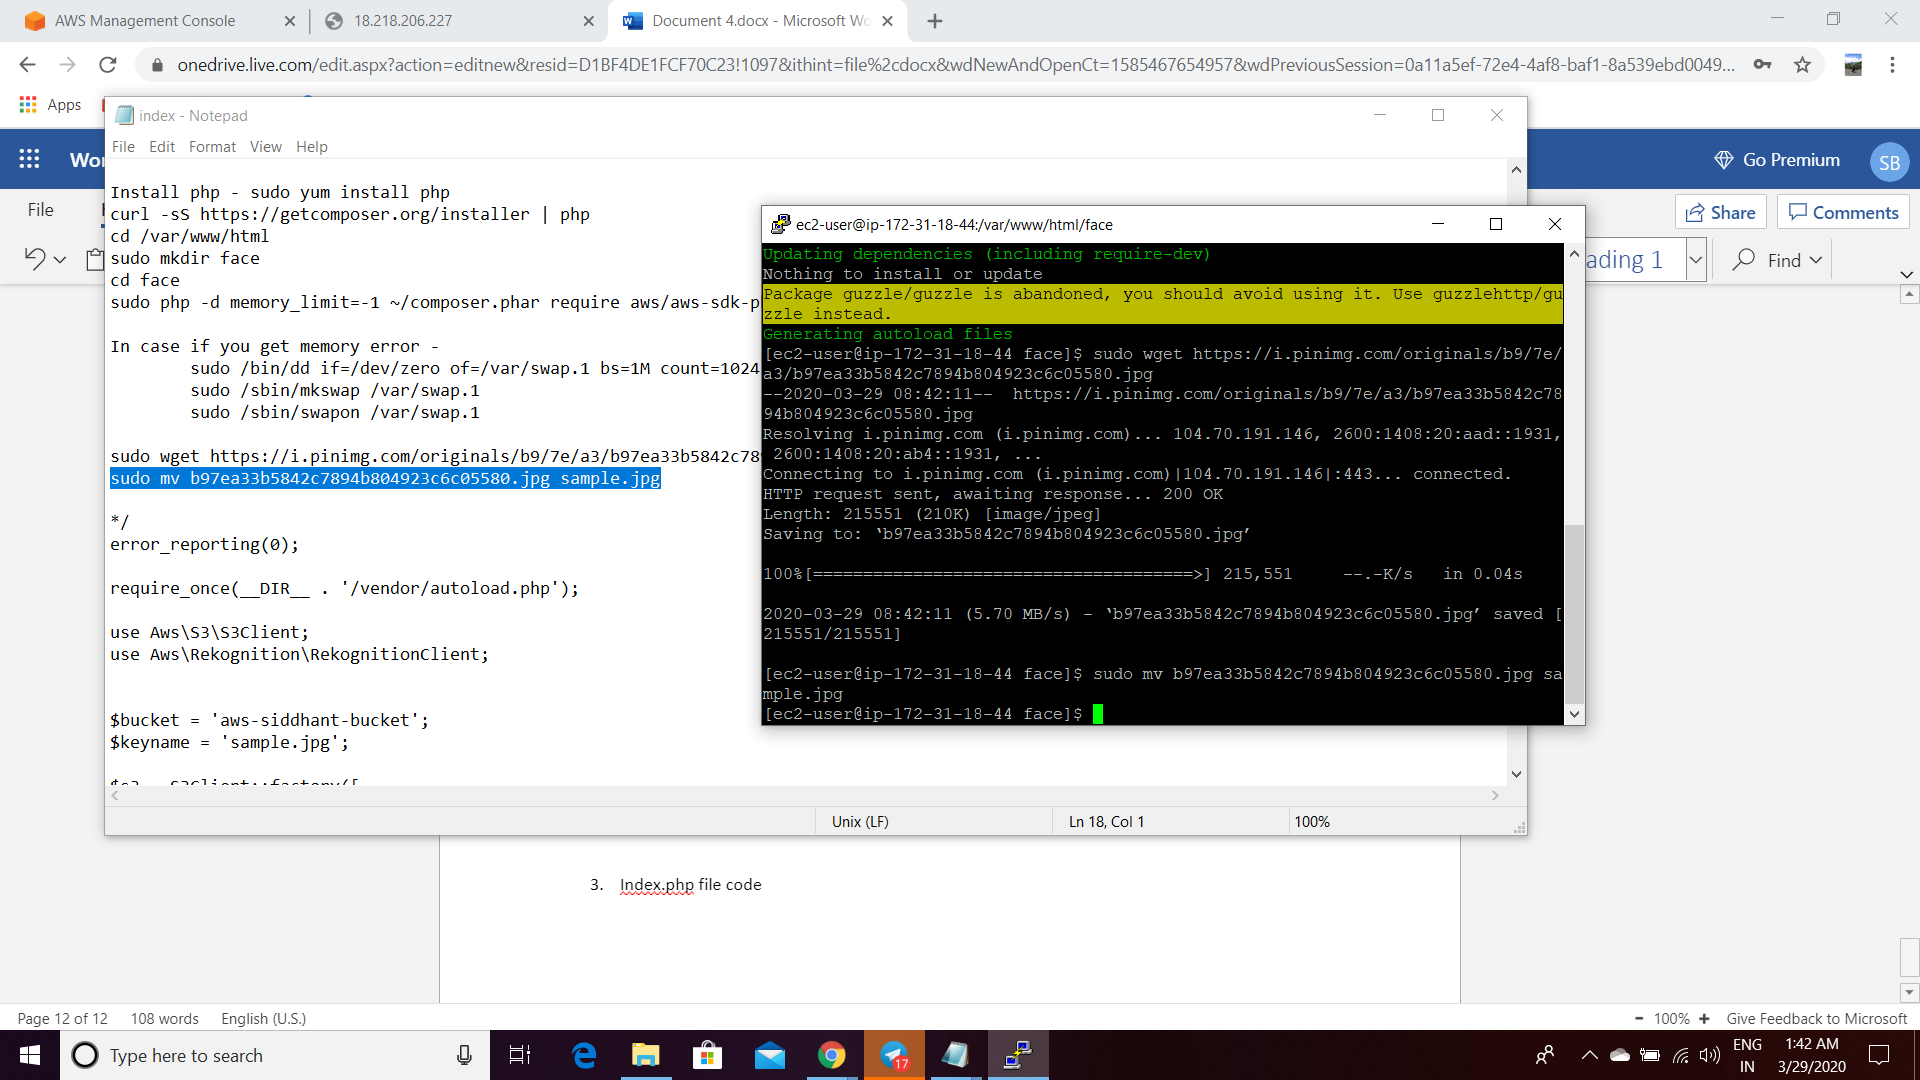 AWS Management Console
18.218.206.227
Document 4.docx - Microsoft Wo
onedrive.live.com/edit.aspx?action=editnew&resid=D1BF4DE1FCF70C23!1097&ithint=file%2cdocx&wdNewAndOpenCt=1585467654957&wdPreviousSession=0a11a5ef-72e4-4af8-baf1-8a539ebd0049...
Apps
index - Notepad
File Edit Format View Help
Wor
Go Premium
SB
File
Share
Comments
ading 1
Find
Install php - sudo yum install php
curl -sS https://getcomposer.org/installer | php
cd /var/www/html
sudo mkdir face
cd face
sudo php -d memory_limit=-1 ~/composer.phar require aws/aws-sdk-p
In case if you get memory error -
sudo /bin/dd if=/dev/zero of=/var/swap.1 bs=1M count=1024
sudo /sbin/mkswap /var/swap.1
sudo /sbin/swapon /var/swap.1
sudo wget https://i.pinimg.com/originals/b9/7e/a3/b97ea33b5842c78
sudo mv b97ea33b5842c7894b804923c6c05580.jpg sample.jpg
*/
error_reporting(0);
require_once(__DIR__ . '/vendor/autoload.php');
use Aws\S3\S3Client;
use Aws\Rekognition\RekognitionClient;
$bucket = 'aws-siddhant-bucket';
$keyname = 'sample.jpg';
$s3 = S3Client::factory([
Unix (LF)
Ln 18, Col 1
100%
ec2-user@ip-172-31-18-44:/var/www/html/face
Updating dependencies (including require-dev)
Nothing to install or update
Package guzzle/guzzle is abandoned, you should avoid using it. Use guzzlehttp/gu
zzle instead.
Generating autoload files
[ec2-user@ip-172-31-18-44 face]$ sudo wget https://i.pinimg.com/originals/b9/7e/
a3/b97ea33b5842c7894b804923c6c05580.jpg
--2020-03-29 08:42:11--  https://i.pinimg.com/originals/b9/7e/a3/b97ea33b5842c78
94b804923c6c05580.jpg
Resolving i.pinimg.com (i.pinimg.com)... 104.70.191.146, 2600:1408:20:aad::1931,
2600:1408:20:ab4::1931, ...
Connecting to i.pinimg.com (i.pinimg.com)|104.70.191.146|:443... connected.
HTTP request sent, awaiting response... 200 OK
Length: 215551 (210K) [image/jpeg]
Saving to: ‘b97ea33b5842c7894b804923c6c05580.jpg’
100%[======================================>] 215,551     --.-K/s   in 0.04s
2020-03-29 08:42:11 (5.70 MB/s) - ‘b97ea33b5842c7894b804923c6c05580.jpg’ saved [
215551/215551]
[ec2-user@ip-172-31-18-44 face]$ sudo mv b97ea33b5842c7894b804923c6c05580.jpg sa
mple.jpg
[ec2-user@ip-172-31-18-44 face]$
3. Index.php file code
Page 12 of 12
108 words
English (U.S.)
- 100% +
Give Feedback to Microsoft
Type here to search
17
ENG
IN
1:42 AM
3/29/2020